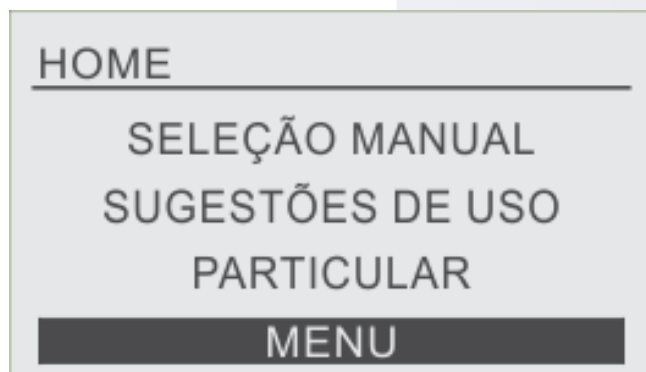 HOME
SELEÇÃO MANUAL
SUGESTÕES DE USO
PARTICULAR
MENU